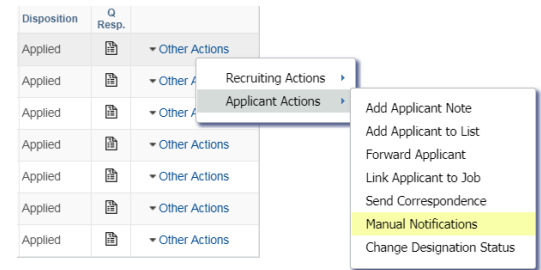 Disposition Q Resp.
Applied Other Actions
Applied Other A
Recruiting Actions
Applied Other A
Applicant Actions
Add Applicant Note
Add Applicant to List
Applied Other Actions
Forward Applicant
Link Applicant to Job
Applied Other Actions
Send Correspondence
Applied Other Actions
Manual Notifications
Applied Other Actions
Change Designation Status